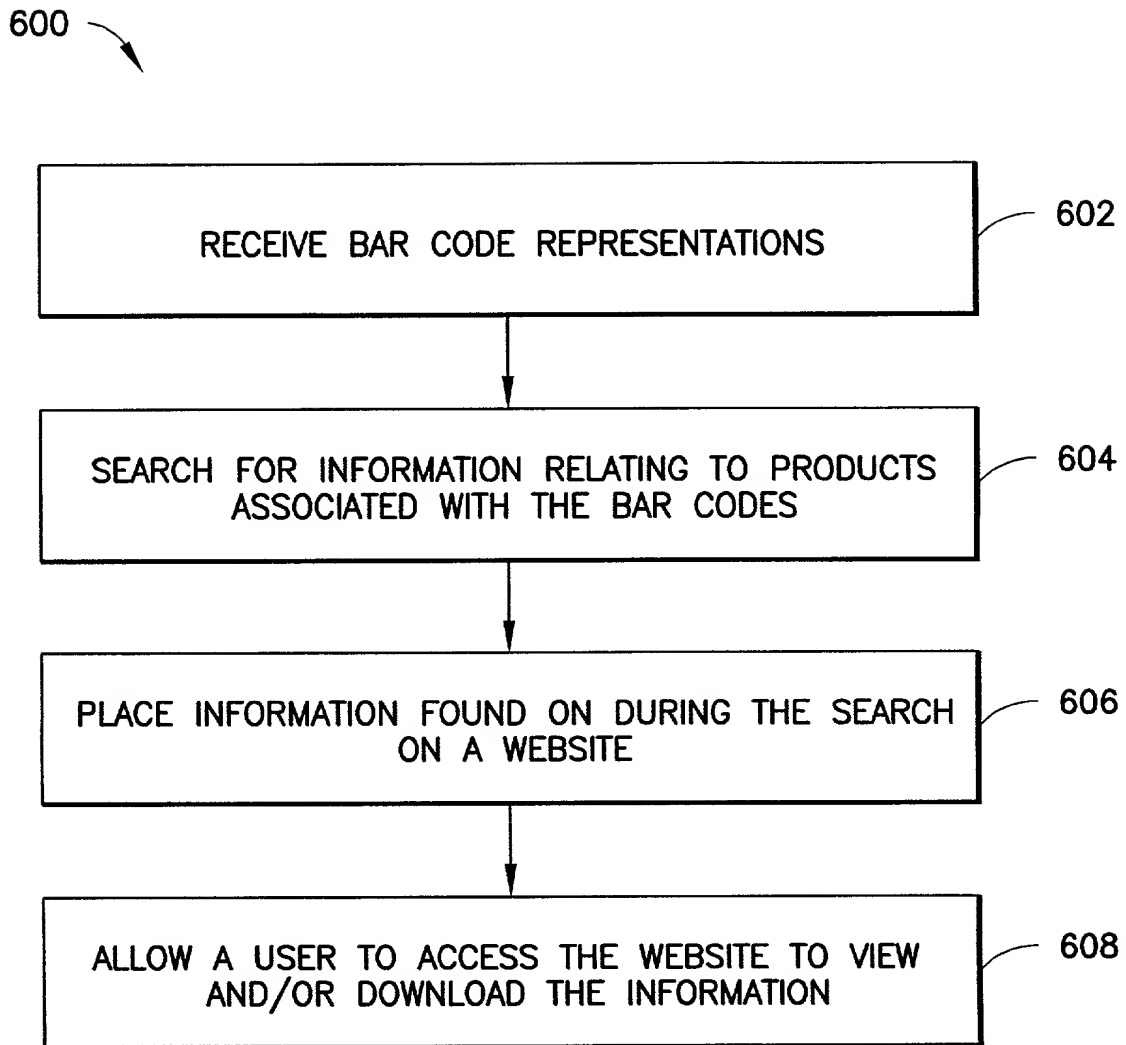 600
RECEIVE BAR CODE REPRESENTATIONS
602
SEARCH FOR INFORMATION RELATING TO PRODUCTS
ASSOCIATED WITH THE BAR CODES
604
PLACE INFORMATION FOUND ON DURING THE SEARCH
ON A WEBSITE
606
ALLOW A USER TO ACCESS THE WEBSITE TO VIEW
AND/OR DOWNLOAD THE INFORMATION
608